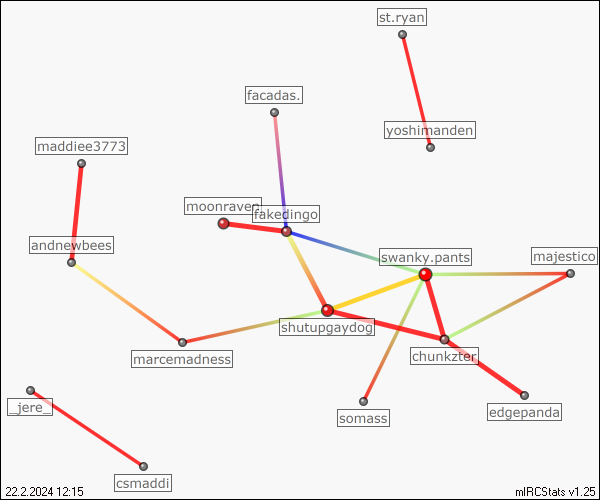 st.ryan
facadas.
yoshimanden
maddiee3773
moonraven
fakedingo
andnewbees
swanky.pants
majestico
shutupgaydog
marcemadness
chunkzter
_jere_
somass
edgepanda
csmaddi
22.2.2024 12:15
mIRCStats v1.25